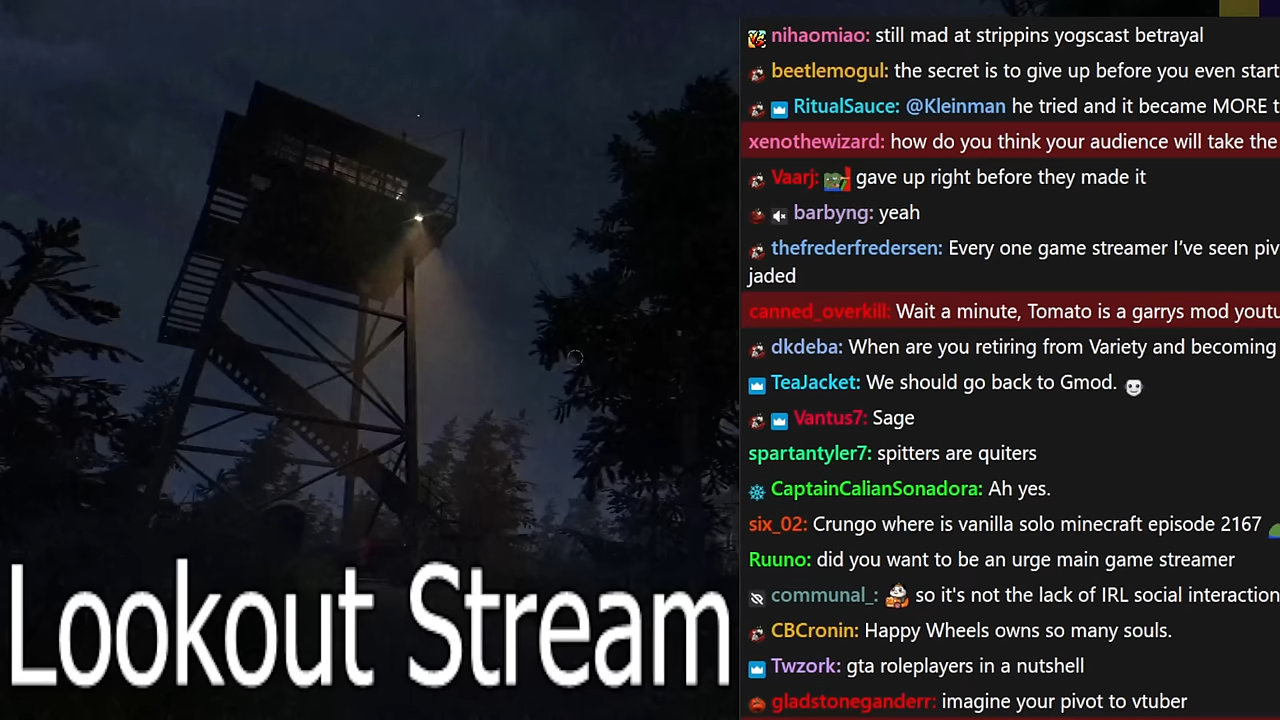 nihaomiao: still mad at strippins yogscast betrayal
beetlemogul: the secret is to give up before you even start
RitualSauce: @Kleinman he tried and it became MORE t
xenothewizard: how do you think your audience will take the
Vaarj: gave up right before they made it
barbyng: yeah
thefrederfredersen: Every one game streamer I've seen piv
jaded
canned_overkill: Wait a minute, Tomato is a garrys mod youtu
dkdeba: When are you retiring from Variety and becoming
TeaJacket: We should go back to Gmod.
Vantus7: Sage
spartantyler7: spitters are quiters
CaptainCalianSonadora: Ah yes.
six_02: Crungo where is vanilla solo minecraft episode 2167
Ruuno: did you want to be an urge main game streamer
communal_: so it's not the lack of IRL social interaction
CBCronin: Happy Wheels owns so many souls.
Twzork: gta roleplayers in a nutshell
gladstoneganderr: imagine your pivot to vtuber
Lookout Stream